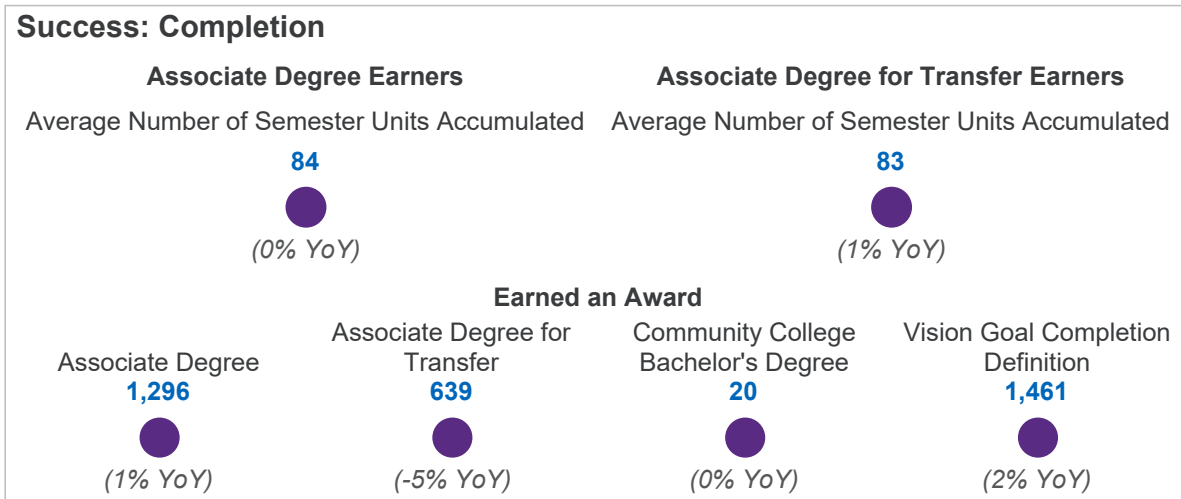 Success: Completion
Associate Degree Earners
Average Number of Semester Units Accumulated
84
(0% YoY)
Associate Degree for Transfer Earners
Average Number of Semester Units Accumulated
83
(1% YoY)
Earned an Award
Associate Degree
1,296
(1% YoY)
Associate Degree for
Transfer
639
(-5% YoY)
Community College
Bachelor's Degree
20
(0% YoY)
Vision Goal Completion
Definition
1,461
(2% YoY)